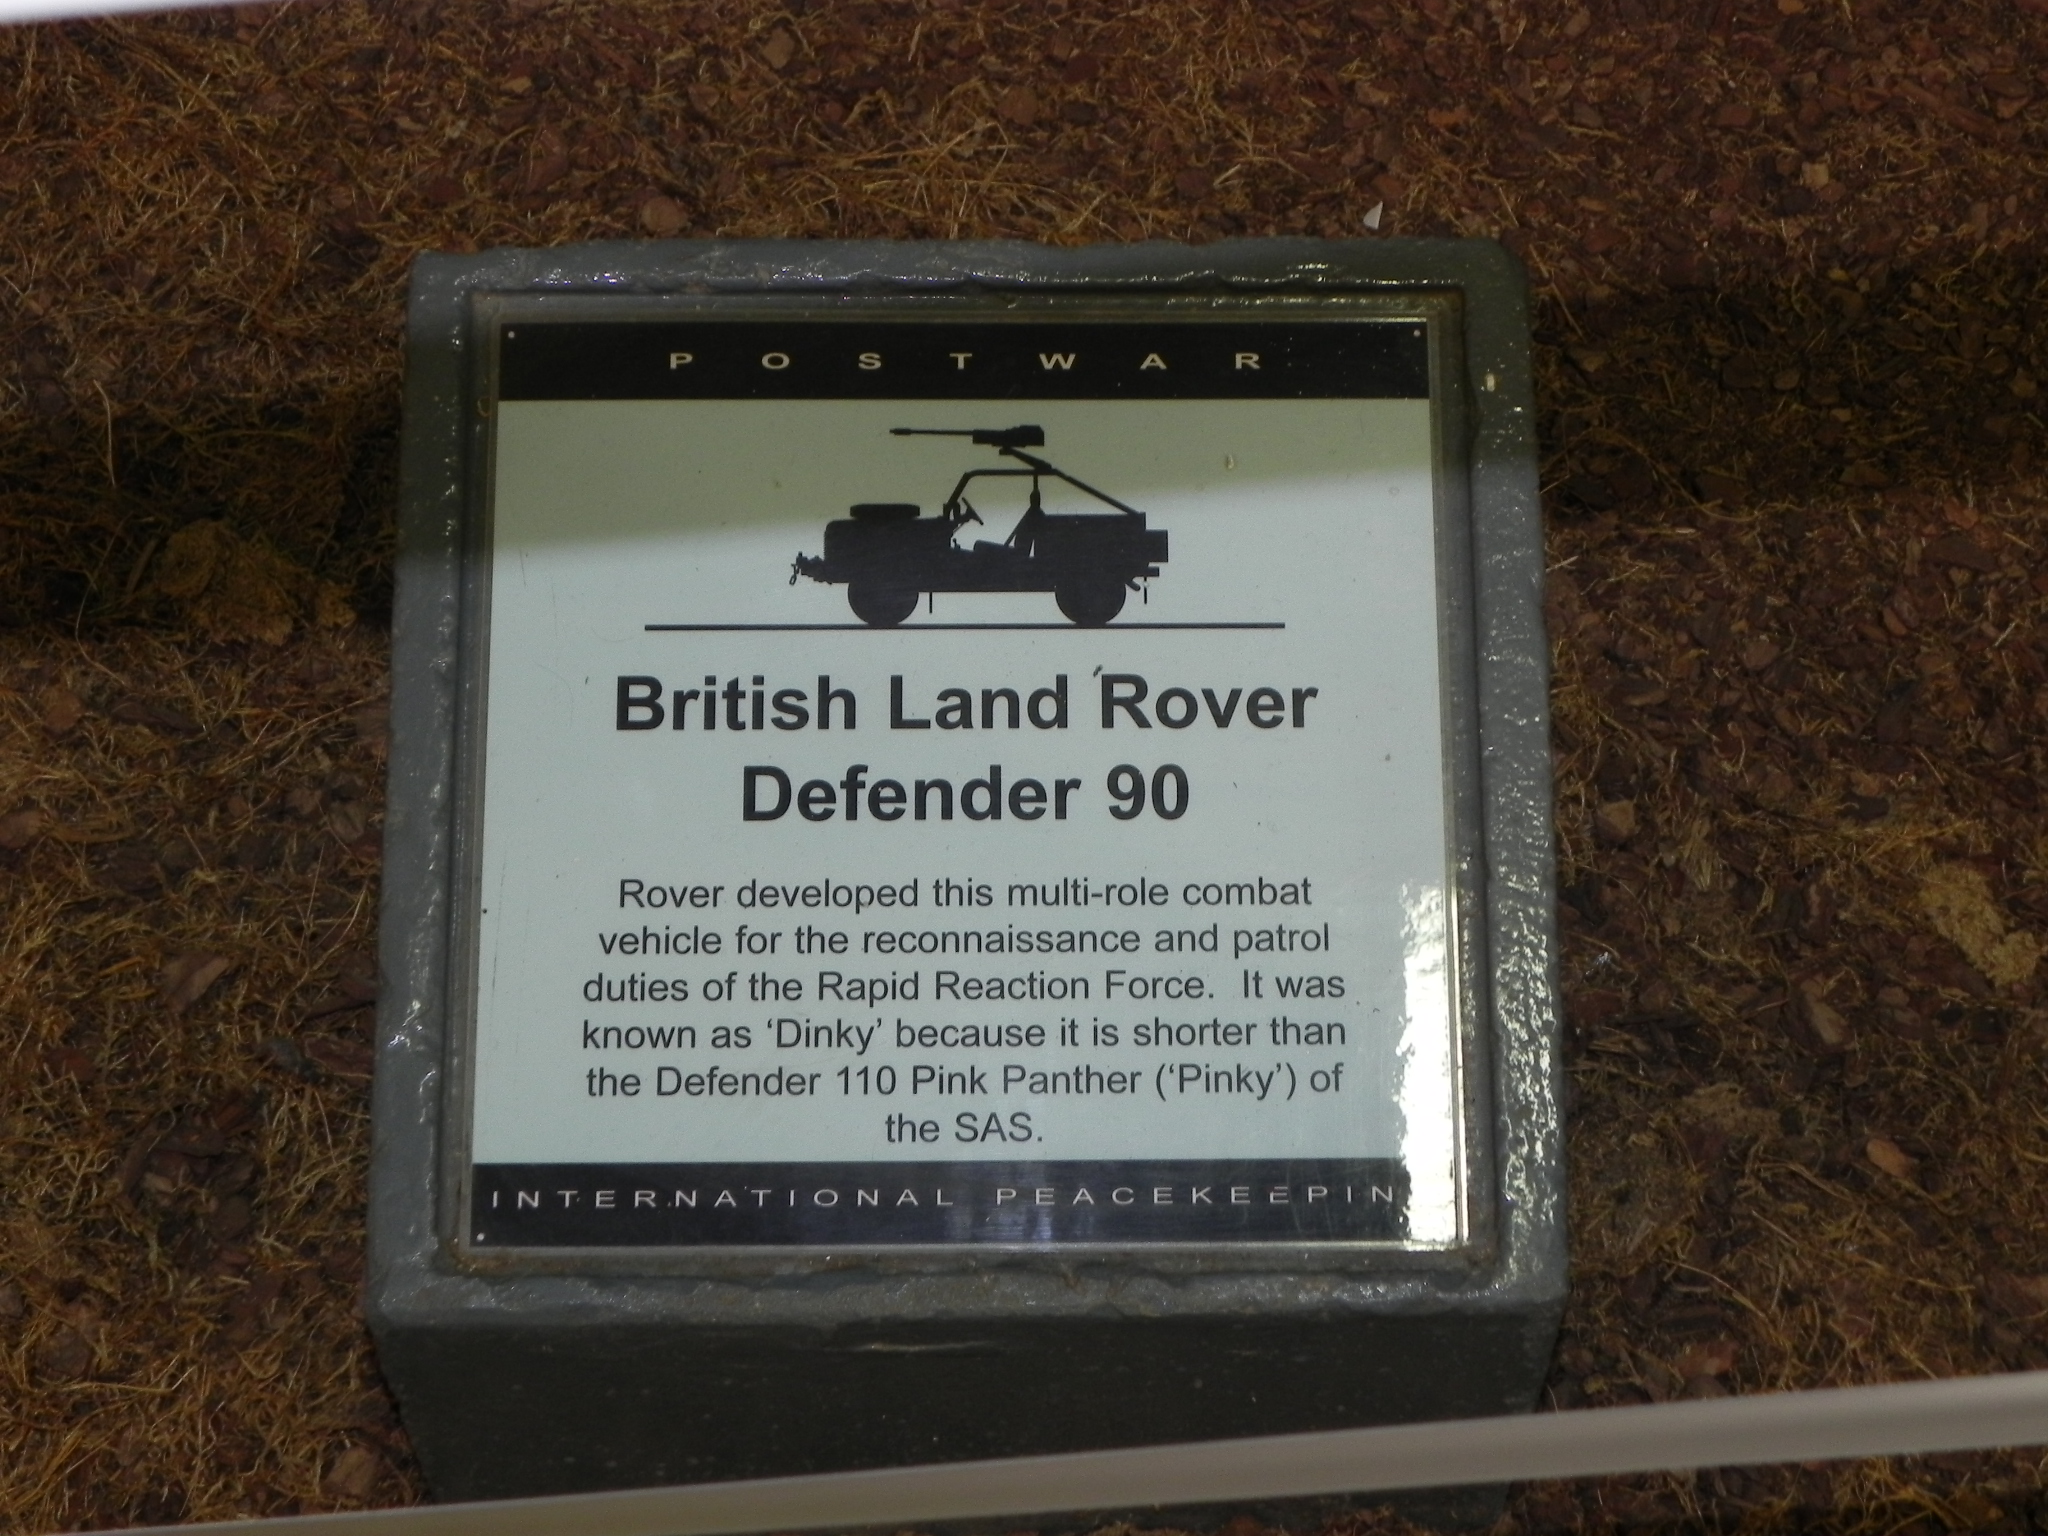 POSTWAR
British Land Rover
Defender 90
Rover developed this multi-role combat
vehicle for the reconnaissance and patrol
duties of the Rapid Reaction Force. It was
known as ‘Dinky’ because it is shorter than
the Defender 110 Pink Panther (‘Pinky’) of
the SAS.
INTERNATIONAL PEACEKEEPIN